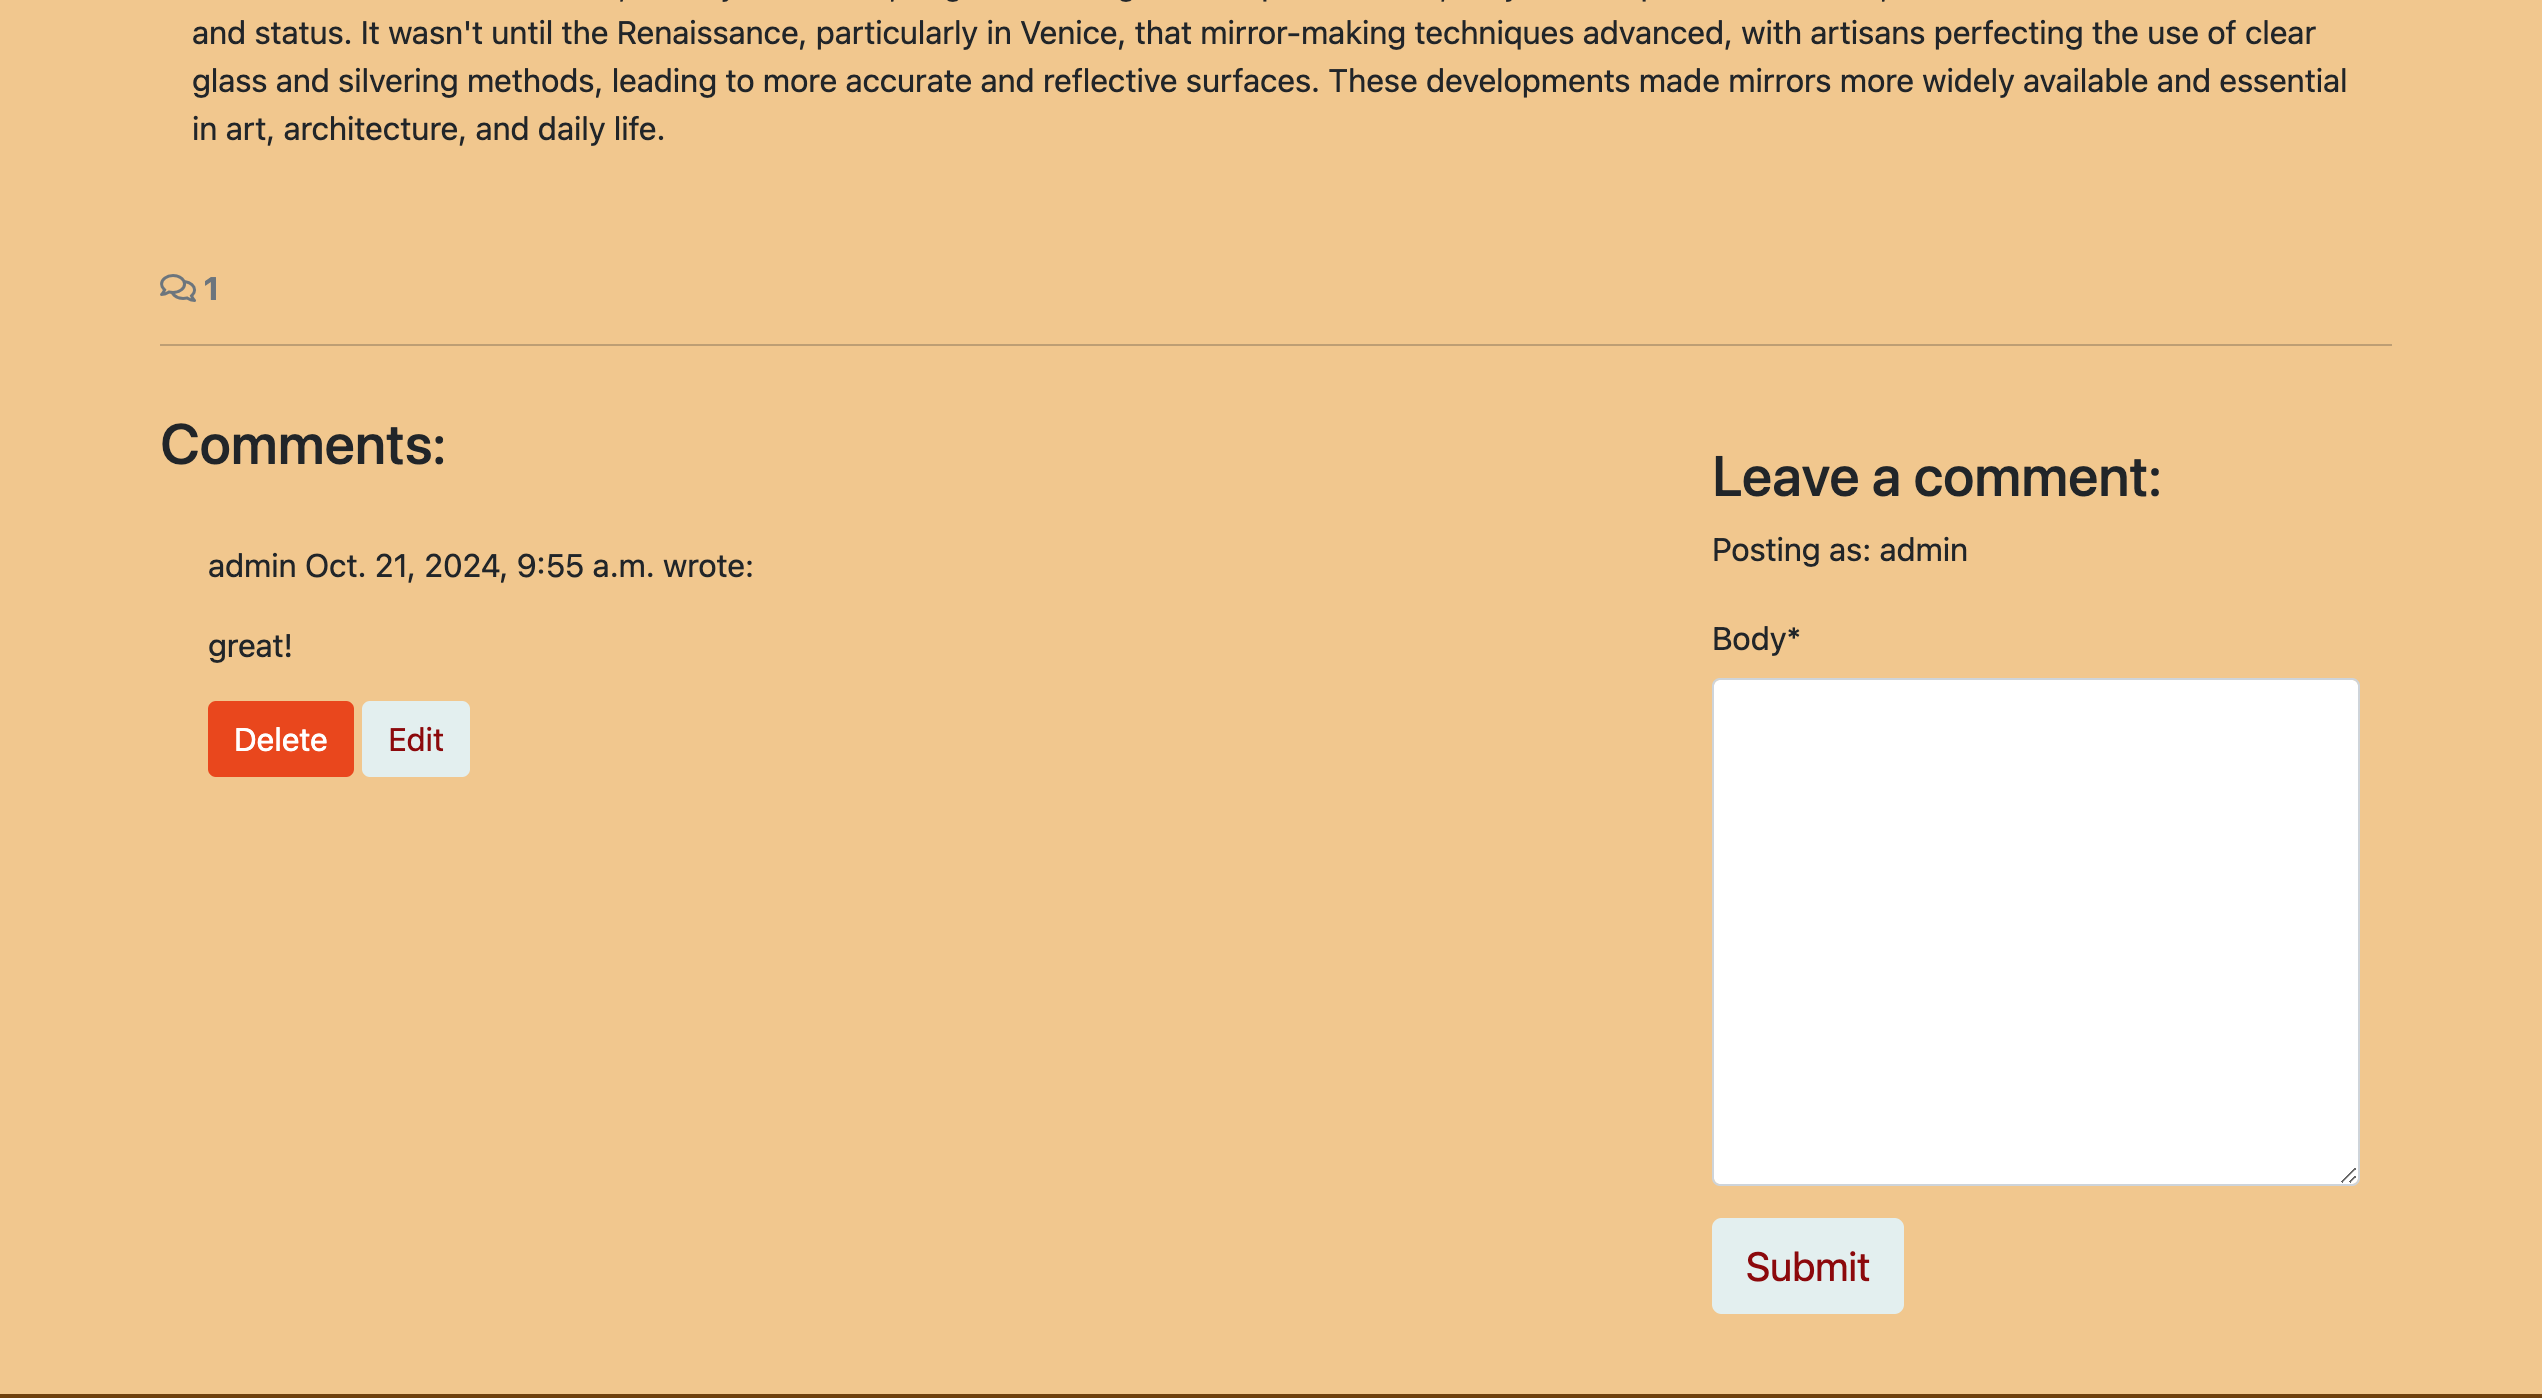 and status. It wasn't until the Renaissance, particularly in Venice, that mirror-making techniques advanced, with artisans perfecting the use of clear
glass and silvering methods, leading to more accurate and reflective surfaces. These developments made mirrors more widely available and essential
in art, architecture, and daily life.
1
Comments:
admin Oct. 21, 2024, 9:55 a.m. wrote:
great!
Delete Edit
Leave a comment:
Posting as: admin
Body*
Submit